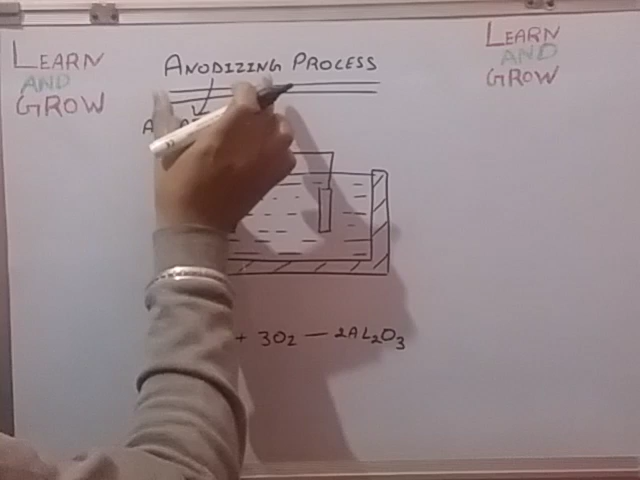 LEARN
AND
GROW
ANODIZING PROCESS
LEARN
AND
GROW
+ 3O2 — 2AL2O3